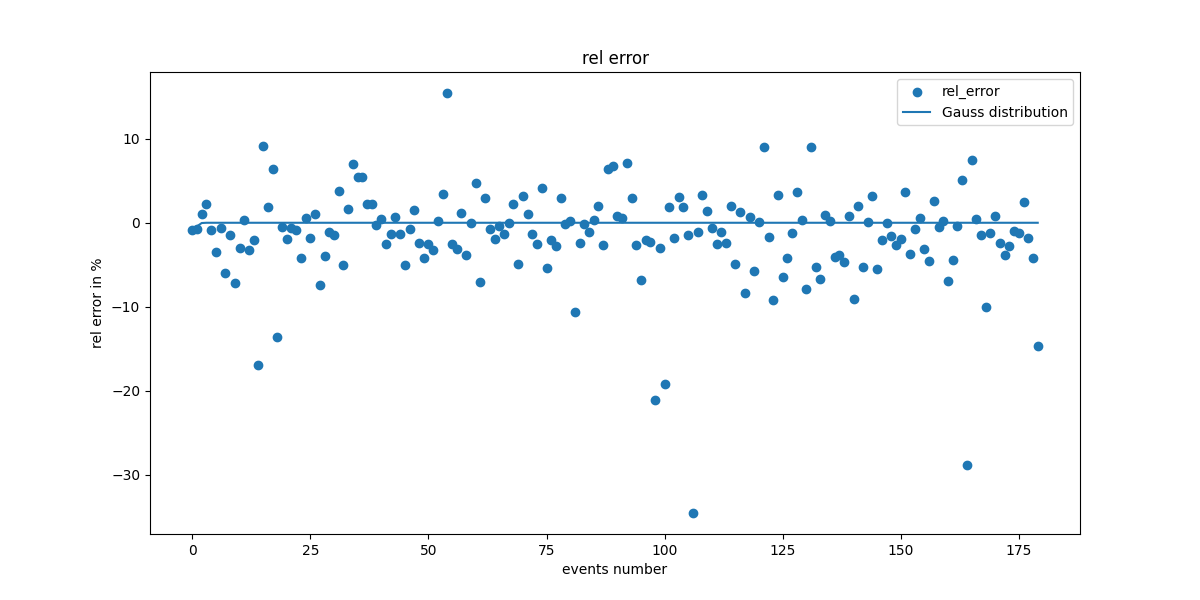 rel error
rel_error
Gauss distribution
10
0
−10
−20
−30
rel error in %
0
25
50
75
100
125
150
175
events number